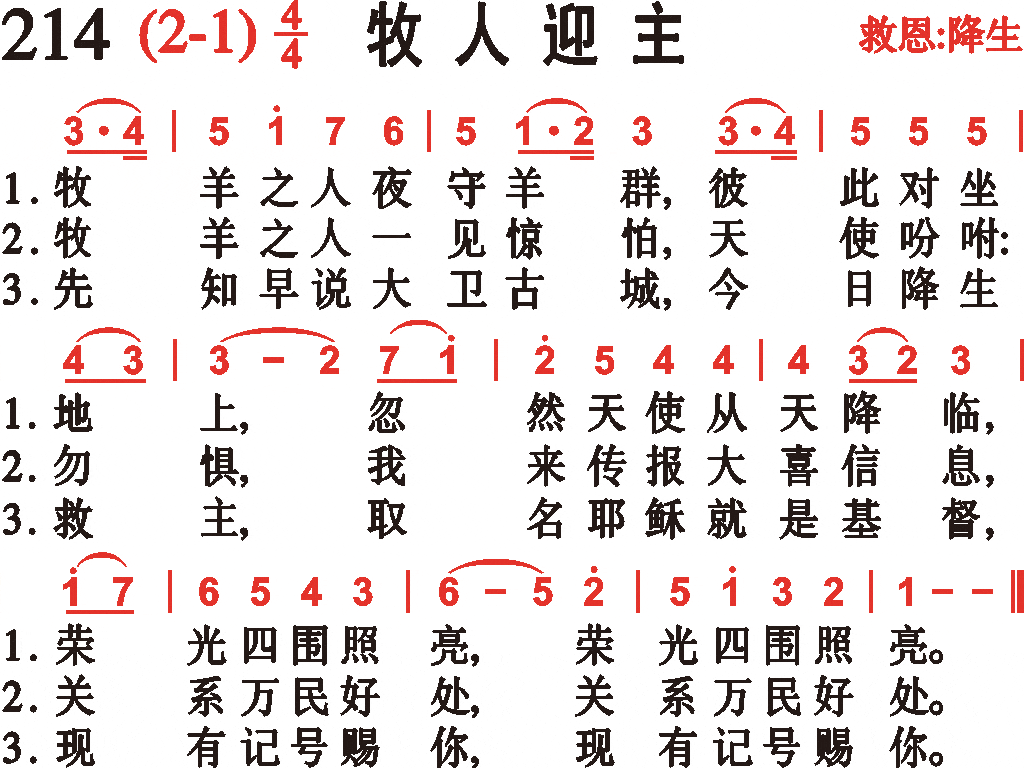 214 (2-1) 4/4 牧人迎主 救恩:降生
3·4 | 5 i 7 6 | 5 1·2 3 3·4 | 5 5 5 |
1.牧 羊之人夜 守羊 群,彼 此对坐
2.牧 羊之人一 见惊 怕,天 使吩咐:
3.先 知早说大 卫古 城,今 日降生
4 3 | 3 - 2 7 i | 2̇ 5 4 4 | 4 3 2 3 |
1.地 上, 忽 然天使从天降 临,
2.勿 惧, 我 来传报大喜信 息,
3.救 主, 取 名耶稣就是基 督,
i 7 | 6 5 4 3 | 6 - 5 2̇ | 5 i 3 2 | 1 - - ‖
1.荣 光四围照 亮, 荣 光四围照 亮。
2.关 系万民好 处, 关 系万民好 处。
3.现 有记号赐 你, 现 有记号赐 你。